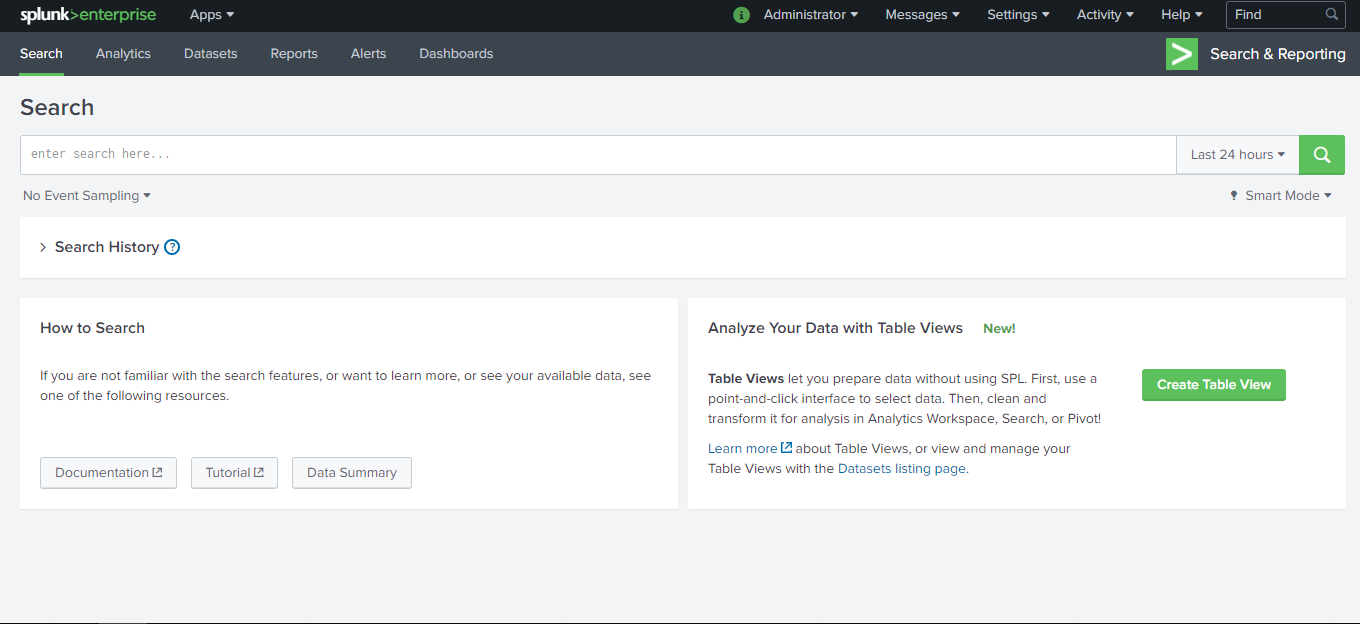 splunk>enterprise Apps Administrator Messages Settings Activity Help Find
Search Analytics Datasets Reports Alerts Dashboards Search & Reporting
Search
enter search here... Last 24 hours
No Event Sampling Smart Mode
Search History ?
How to Search
If you are not familiar with the search features, or want to learn more, or see your available data, see
one of the following resources.
Documentation Tutorial Data Summary
Analyze Your Data with Table Views New!
Table Views let you prepare data without using SPL. First, use a
point-and-click interface to select data. Then, clean and
transform it for analysis in Analytics Workspace, Search, or Pivot!
Create Table View
Learn more about Table Views, or view and manage your
Table Views with the Datasets listing page.